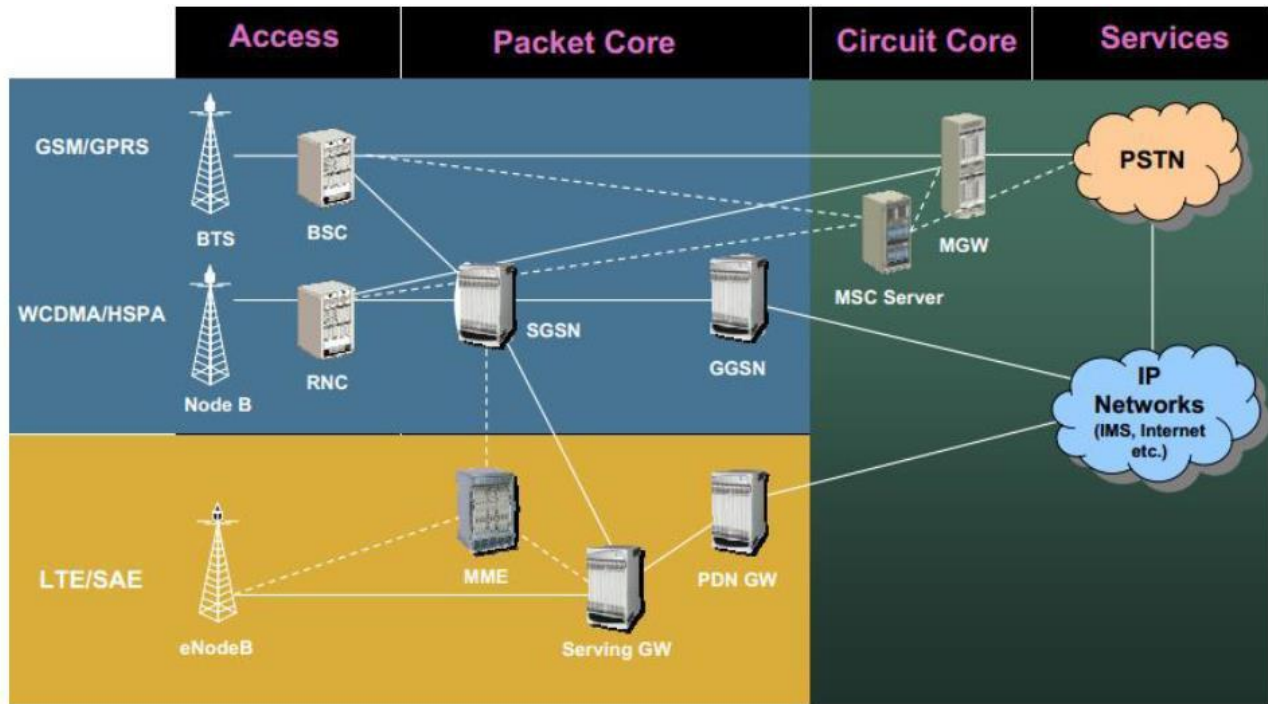 Access
Packet Core
Circuit Core
Services
GSM/GPRS
BTS
BSC
MGW
PSTN
MSC Server
WCDMA/HSPA
Node B
RNC
SGSN
GGSN
IP
Networks
(IMS, Internet
etc.)
LTE/SAE
eNodeB
MME
Serving GW
PDN GW